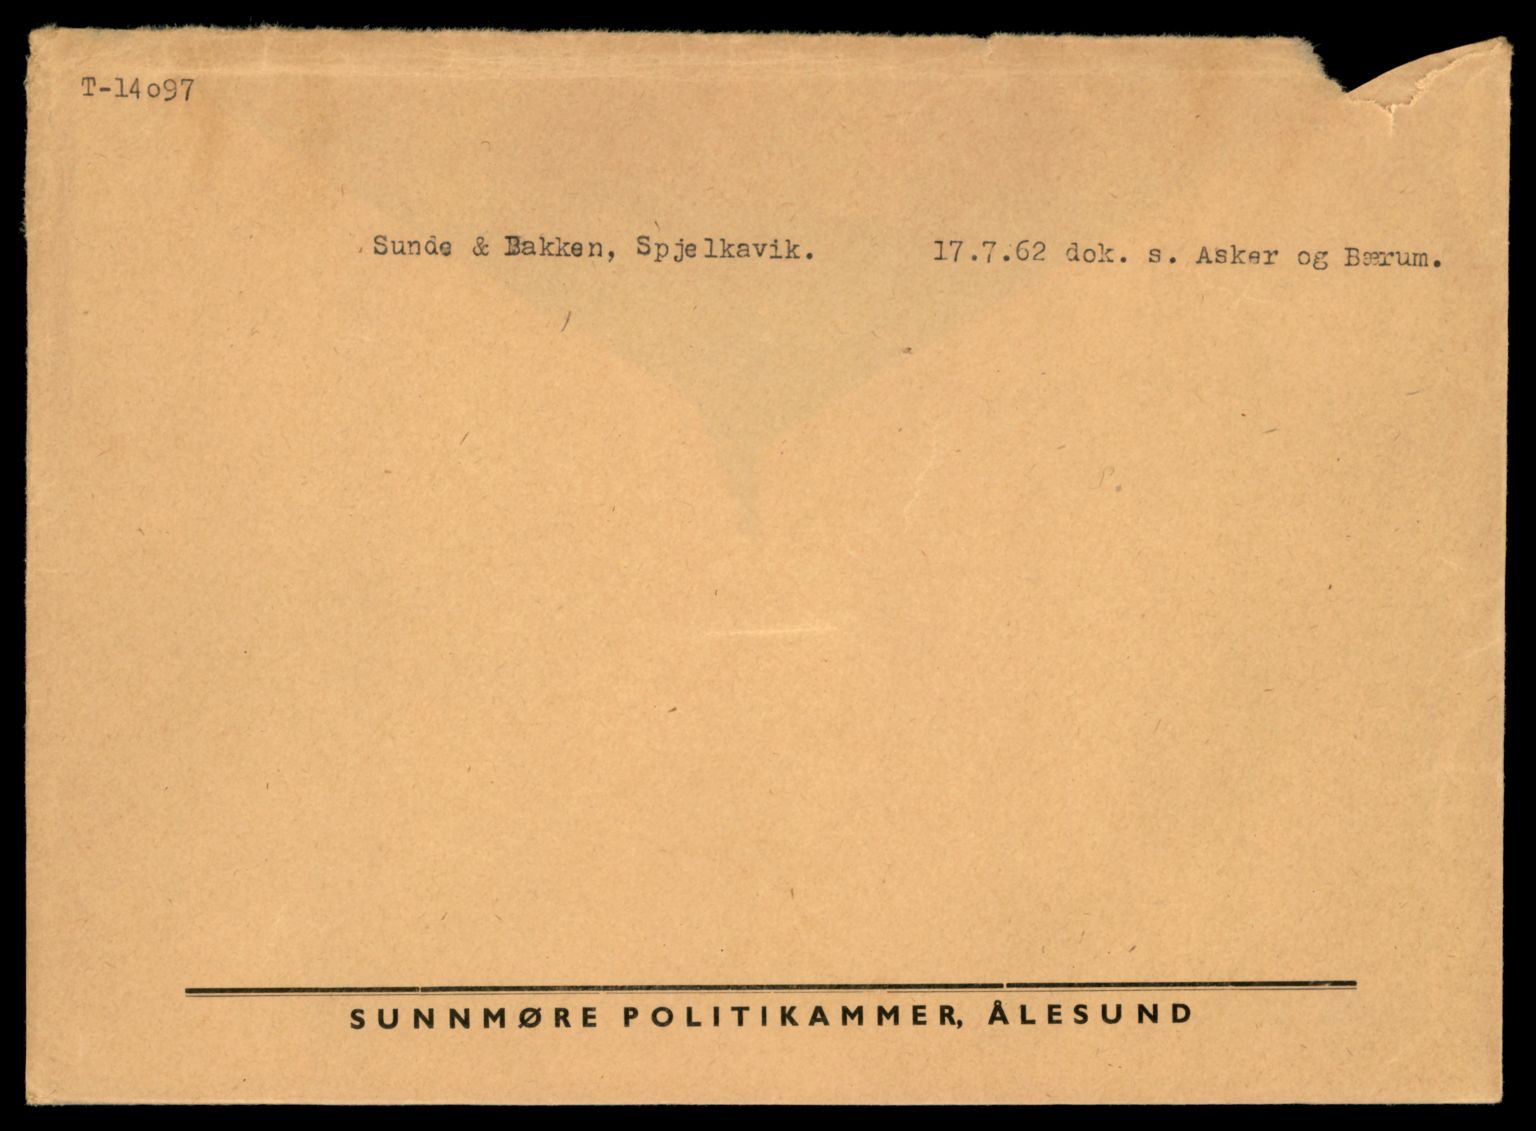 T-14o97
Sunde & Bakken, Spjelkavik. 17.7.62 dok. s. Asker og Bærum.
SUNNMØRE POLITIKAMMER, ÅLESUND